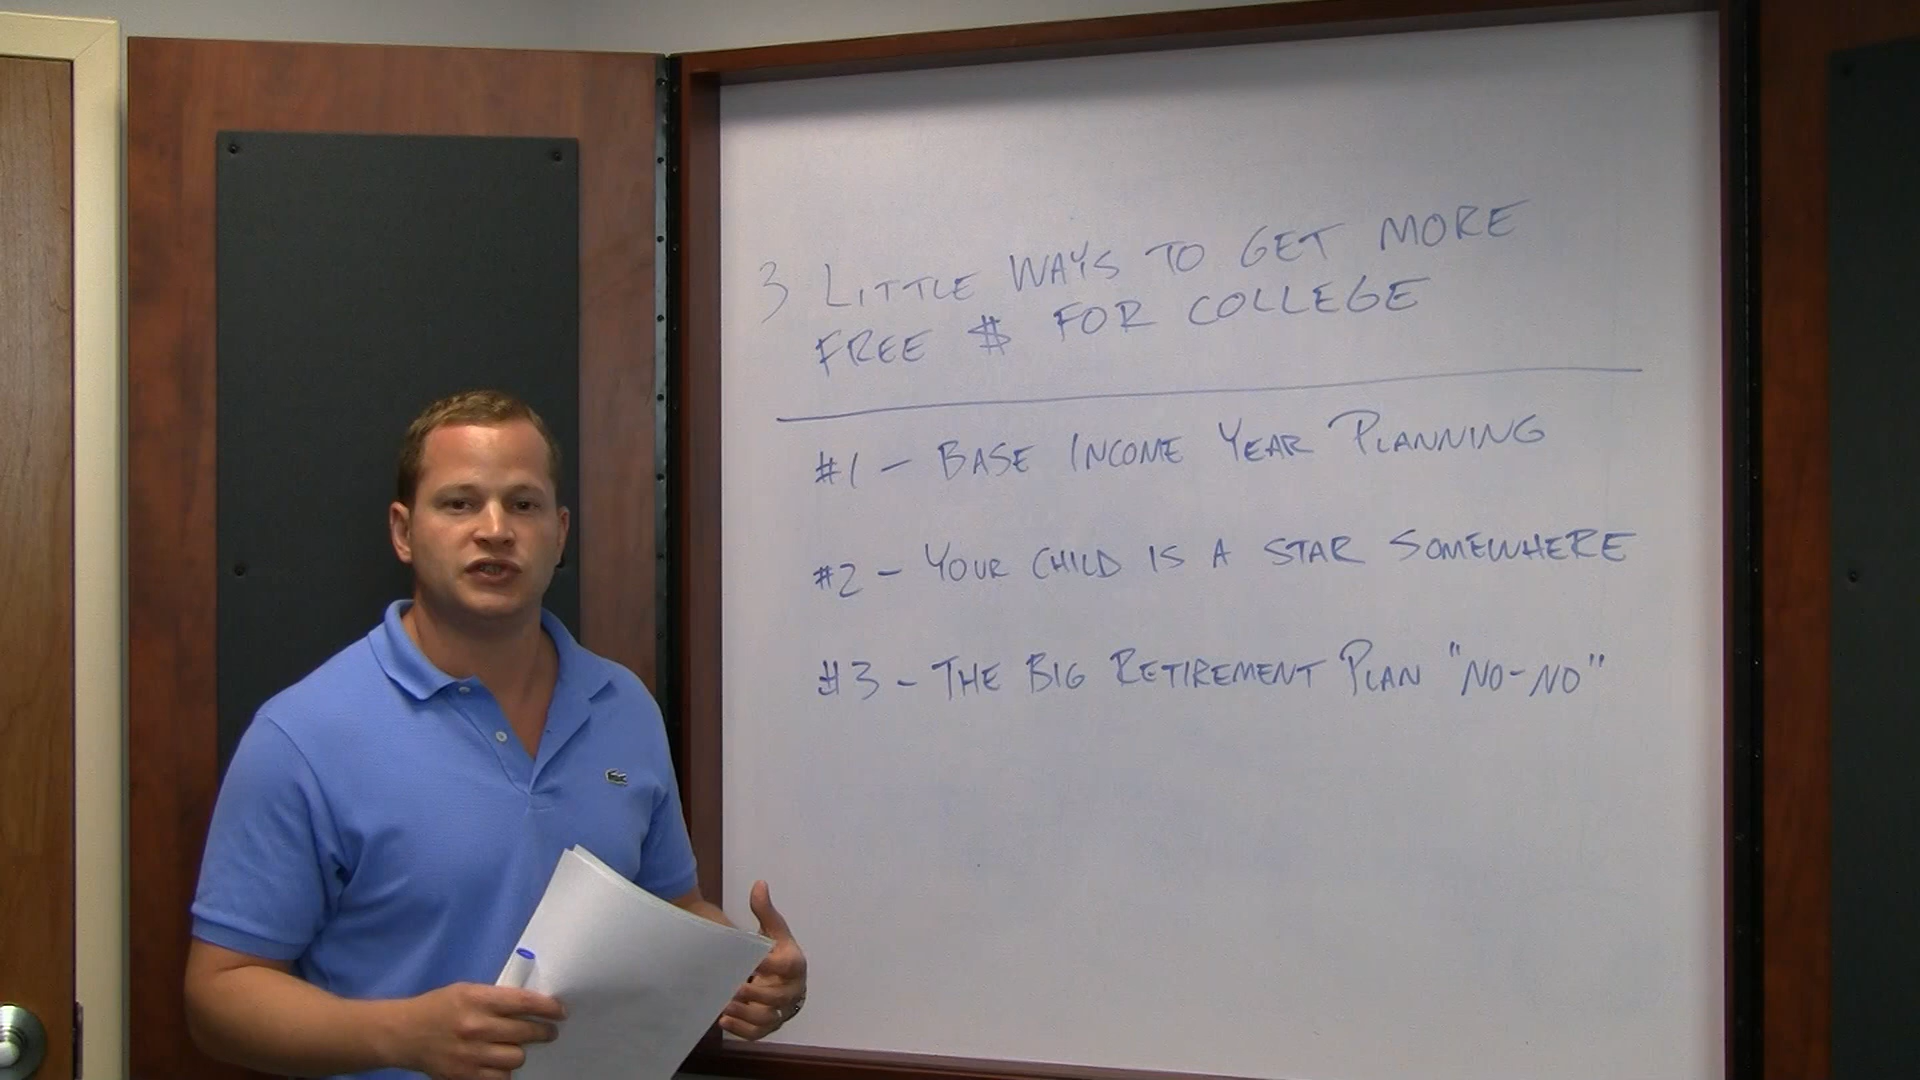 3 LITTLE WAYS TO GET MORE
FREE $ FOR COLLEGE
#1 - BASE INCOME YEAR PLANNING
#2 - YOUR CHILD IS A STAR SOMEWHERE
#3 - THE BIG RETIREMENT PLAN "NO-NO"